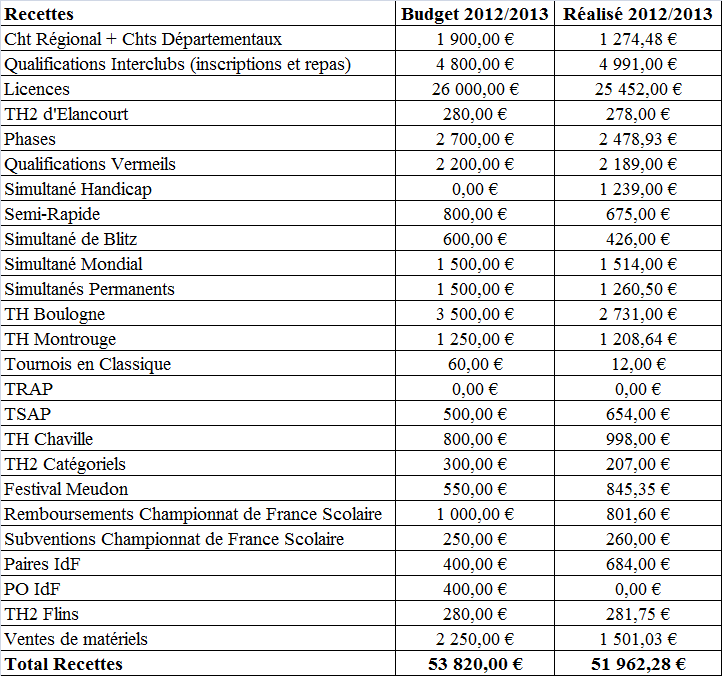 Recettes Budget 2012/2013 Réalisé 2012/2013
Cht Régional + Chts Départementaux 1 900,00 € 1 274,48 €
Qualifications Interclubs (inscriptions et repas) 4 800,00 € 4 991,00 €
Licences 26 000,00 € 25 452,00 €
TH2 d'Elancourt 280,00 € 278,00 €
Phases 2 700,00 € 2 478,93 €
Qualifications Vermeils 2 200,00 € 2 189,00 €
Simultané Handicap 0,00 € 1 239,00 €
Semi-Rapide 800,00 € 675,00 €
Simultané de Blitz 600,00 € 426,00 €
Simultané Mondial 1 500,00 € 1 514,00 €
Simultanés Permanents 1 500,00 € 1 260,50 €
TH Boulogne 3 500,00 € 2 731,00 €
TH Montrouge 1 250,00 € 1 208,64 €
Tournois en Classique 60,00 € 12,00 €
TRAP 0,00 € 0,00 €
TSAP 500,00 € 654,00 €
TH Chaville 800,00 € 998,00 €
TH2 Catégoriels 300,00 € 207,00 €
Festival Meudon 550,00 € 845,35 €
Remboursements Championnat de France Scolaire 1 000,00 € 801,60 €
Subventions Championnat de France Scolaire 250,00 € 260,00 €
Paires IdF 400,00 € 684,00 €
PO IdF 400,00 € 0,00 €
TH2 Flins 280,00 € 281,75 €
Ventes de matériels 2 250,00 € 1 501,03 €
Total Recettes 53 820,00 € 51 962,28 €